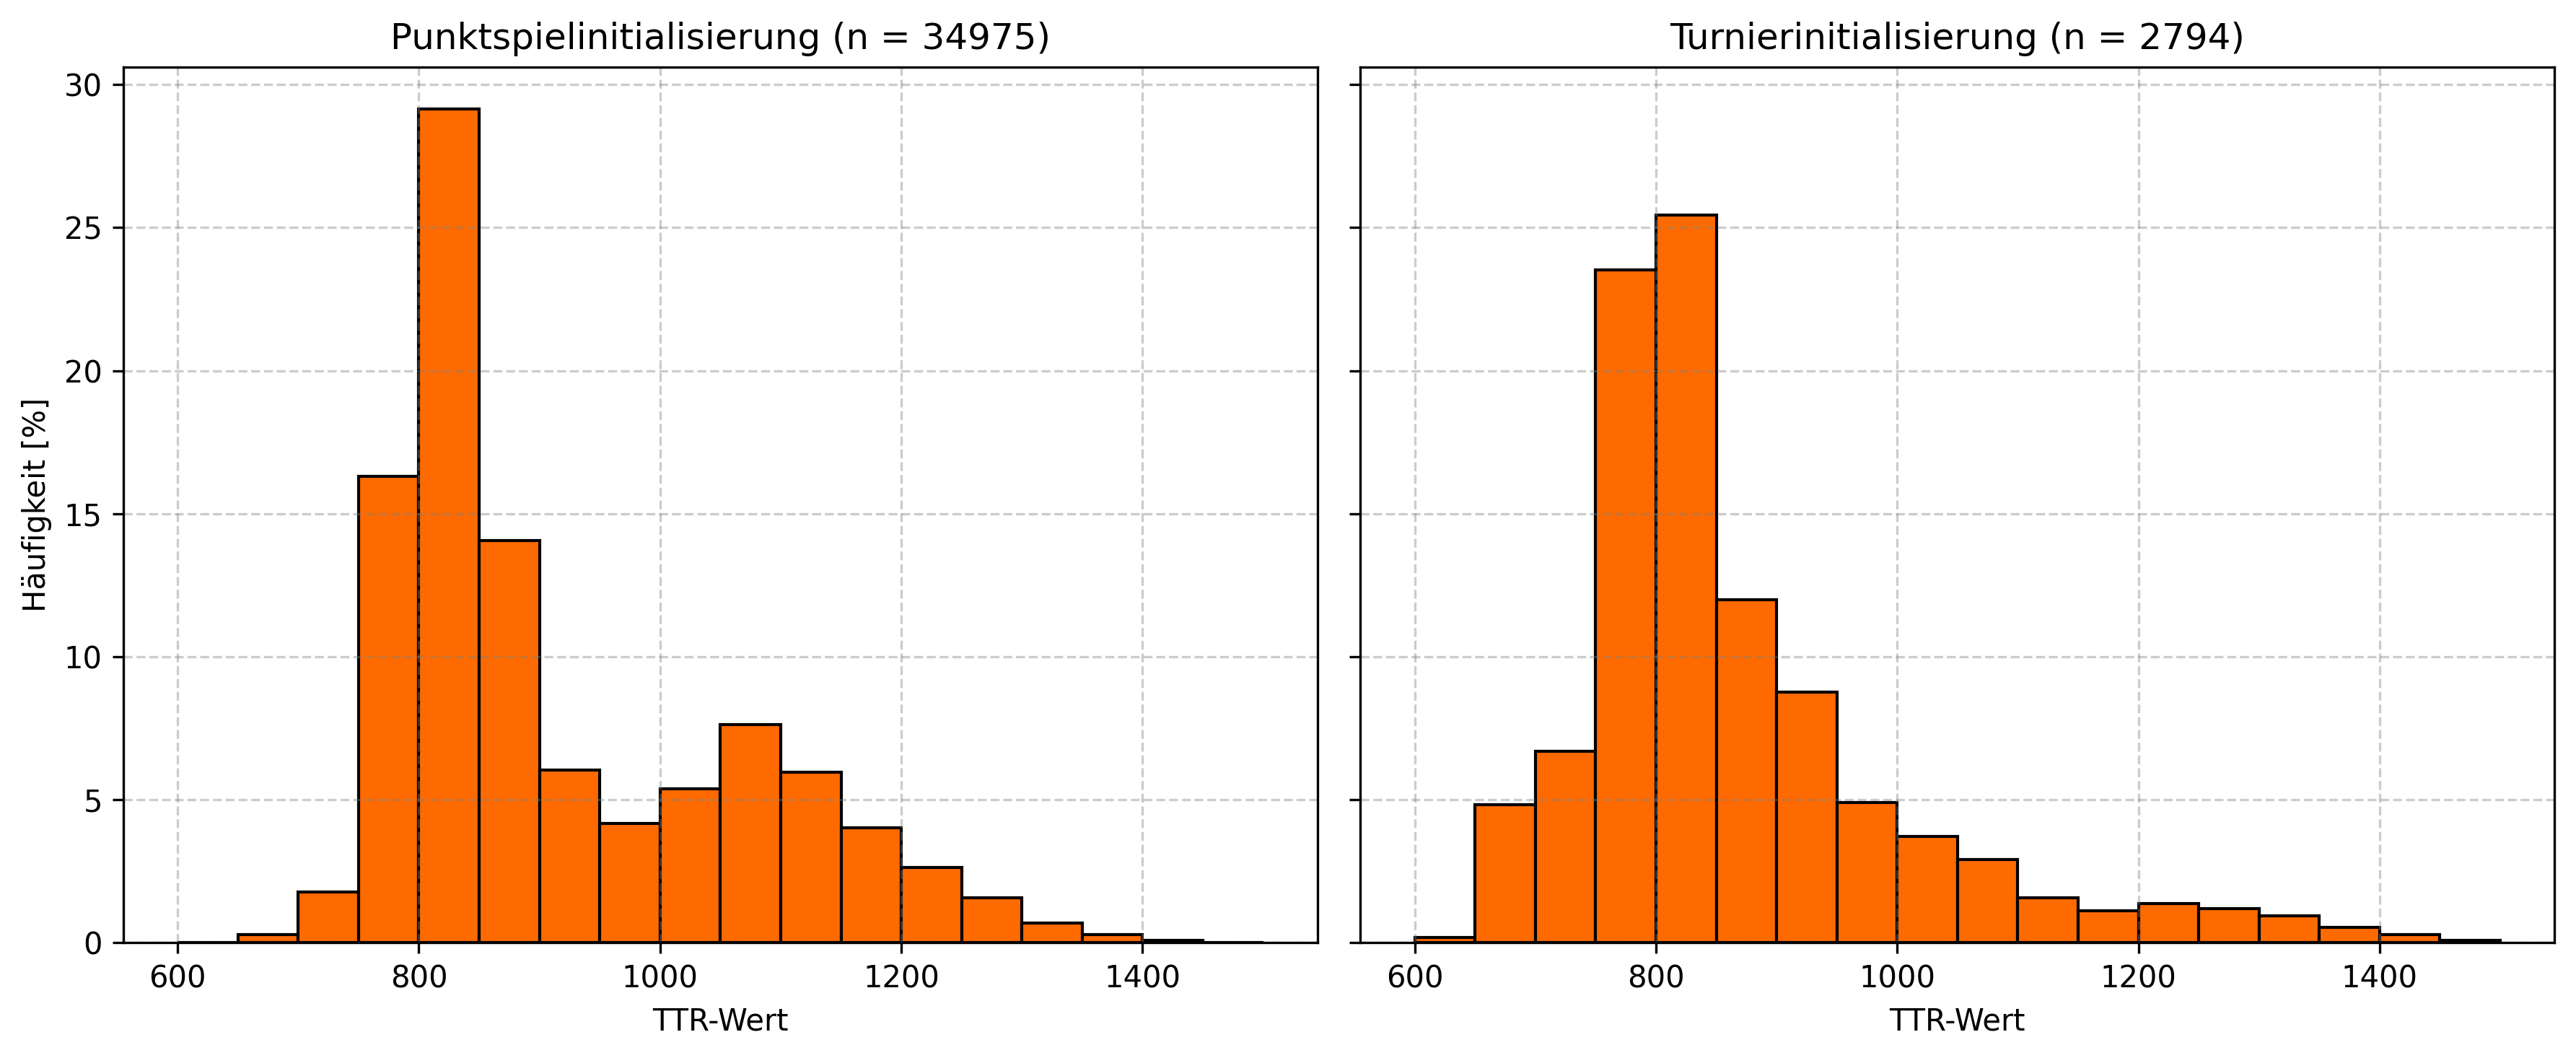 Punktspielinitialisierung (n = 34975)
Turnierinitialisierung (n = 2794)
Häufigkeit [%]
30
25
20
15
10
5
0
600 800 1000 1200 1400
600 800 1000 1200 1400
TTR-Wert
TTR-Wert